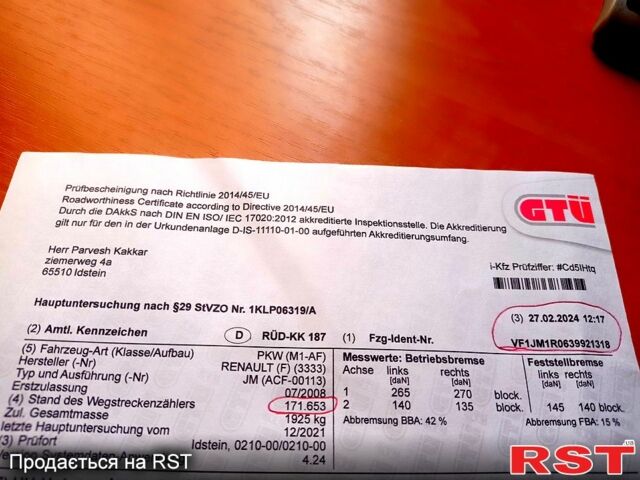 Prüfbescheinigung nach Richtlinie 2014/45/EU
Roadworthiness Certificate according to Directive 2014/45/EU
Durch die DAkkS nach DIN EN ISO/ IEC 17020:2012 akkreditierte Inspektionsstelle. Die Akkreditierung
gilt nur für den in der Urkundenanlage D-IS-11110-01-00 aufgeführten Akkreditierungsumfang.
GTÜ
Herr Parvesh Kakkar
ziemerweg 4a
65510 Idstein
i-Kfz Prüfziffer: #Cd5IHtq
Hauptuntersuchung nach §29 StVZO Nr. 1KLP06319/A
(3) 27.02.2024 12:17
(2) Amtl. Kennzeichen D RÜD-KK 187 (1) Fzg-Ident-Nr. VF1JM1R0639921318
(5) Fahrzeug-Art (Klasse/Aufbau) PKW (M1-AF)
Hersteller (-Nr) RENAULT (F) (3333)
Typ und Ausführung (-Nr) JM (ACF-00113)
Erstzulassung 07/2008
(4) Stand des Wegstreckenzählers 171.653
Zul. Gesamtmasse 1925 kg
letzte Hauptuntersuchung vom 12/2021
(3) Prüfort Idstein, 0210-00/0210-00
4.24
Messwerte: Betriebsbremse Feststellbremse
Achse links rechts links rechts
[daN] [daN] [daN] [daN]
1 265 270 block.
2 140 135 block. 145 140 block.
Abbremsung BBA: 42 % Abbremsung FBA: 15 %
Продається на RST
RST